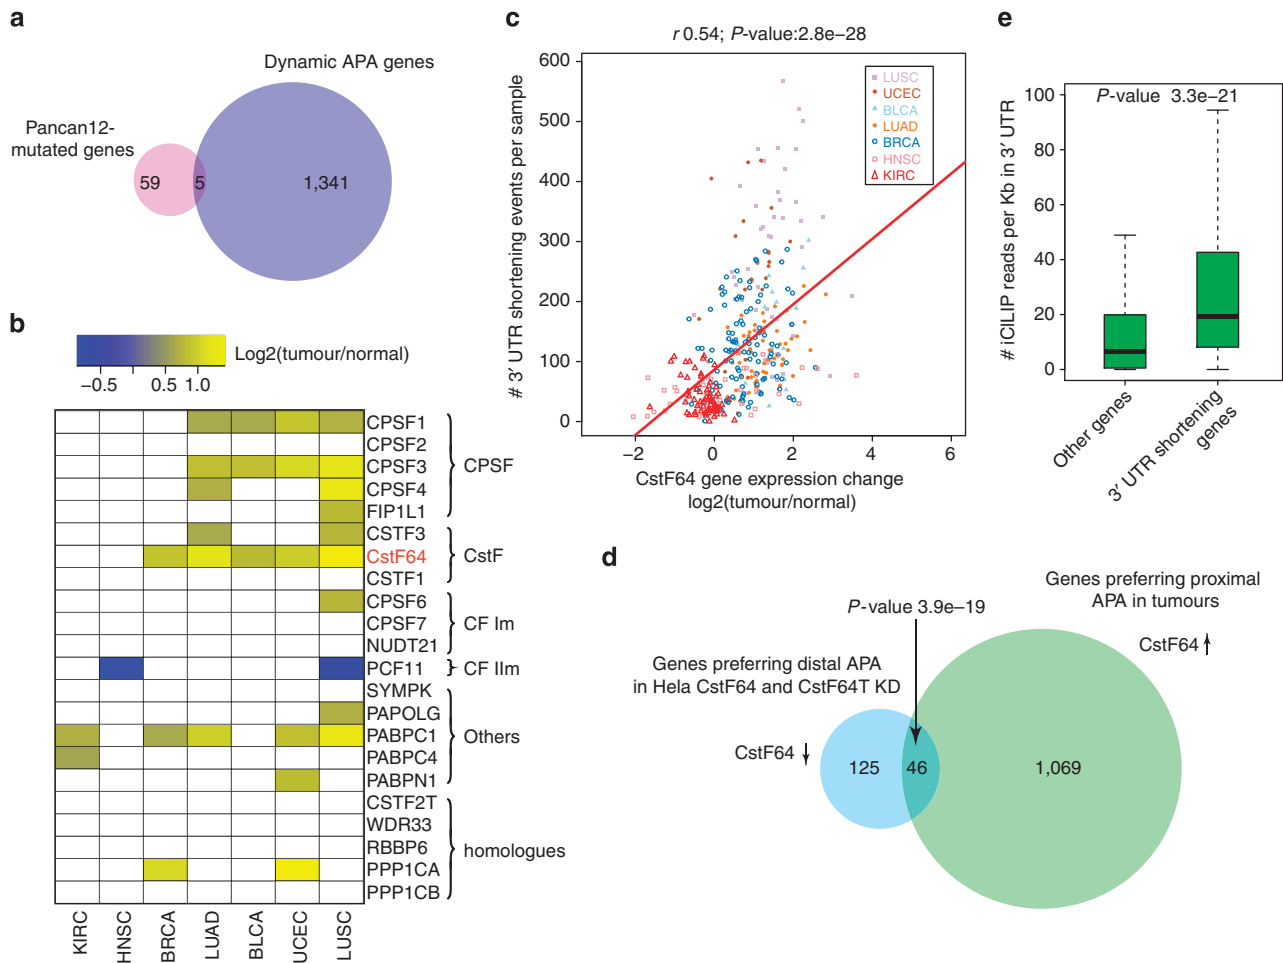 a
Dynamic APA genes
Pancan12-
mutated genes
59
5
1,341
b
Log2(tumour/normal)
−0.5
0.5
1.0
CPSF1
CPSF2
CPSF3
CPSF4
FIP1L1
CSTF3
CstF64
CSTF1
CPSF6
CPSF7
NUDT21
PCF11
SYMPK
PAPOLG
PABPC1
PABPC4
PABPN1
CSTF2T
WDR33
RBBP6
PPP1CA
PPP1CB
CPSF
CstF
CF Im
CF IIm
Others
homologues
KIRC
HNSC
BRCA
LUAD
BLCA
UCEC
LUSC
c
r 0.54; P-value:2.8e−28
# 3′ UTR shortening events per sample
600
500
400
300
200
100
0
LUSC
UCEC
BLCA
LUAD
BRCA
HNSC
KIRC
−2
0
2
4
6
CstF64 gene expression change
log2(tumour/normal)
e
P-value 3.3e−21
# iCILIP reads per Kb in 3′ UTR
100
80
60
40
20
0
Other genes
3′ UTR shortening
genes
d
Genes preferring proximal
APA in tumours
P-value 3.9e−19
CstF64
Genes preferring distal APA
in Hela CstF64 and CstF64T KD
CstF64
125
46
1,069